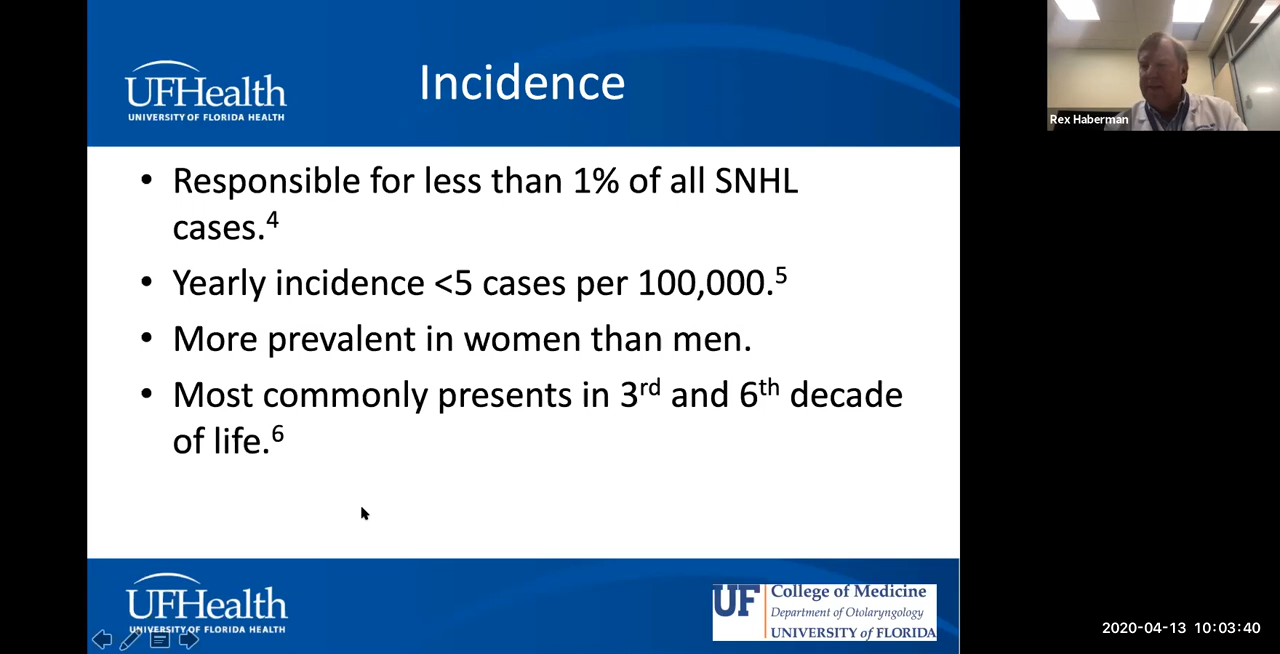 UFHealth
UNIVERSITY OF FLORIDA HEALTH
Incidence
• Responsible for less than 1% of all SNHL
cases.4
• Yearly incidence <5 cases per 100,000.5
• More prevalent in women than men.
• Most commonly presents in 3rd and 6th decade
of life.6
UFHealth
UNIVERSITY OF FLORIDA HEALTH
UF
College of Medicine
Department of Otolaryngology
UNIVERSITY of FLORIDA
Rex Haberman
2020-04-13 10:03:40